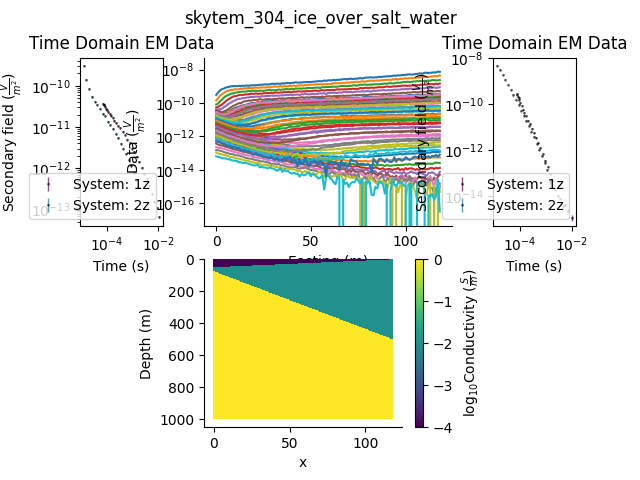 skytem_304_ice_over_salt_water
Time Domain EM Data
Time Domain EM Data
Secondary field (V/m²)
10⁻¹⁰
10⁻¹¹
10⁻¹²
10⁻¹³
System: 1z
System: 2z
10⁻⁴
10⁻²
Time (s)
Data (V/m²)
10⁻⁸
10⁻¹⁰
10⁻¹²
10⁻¹⁴
10⁻¹⁶
0
50
100
Easting (m)
Secondary field (V/m²)
10⁻⁸
10⁻¹⁰
10⁻¹²
10⁻¹⁴
System: 1z
System: 2z
10⁻⁴
10⁻²
Time (s)
Depth (m)
0
200
400
600
800
1000
0
50
100
x
0
−1
−2
−3
−4
log₁₀Conductivity (S/m)